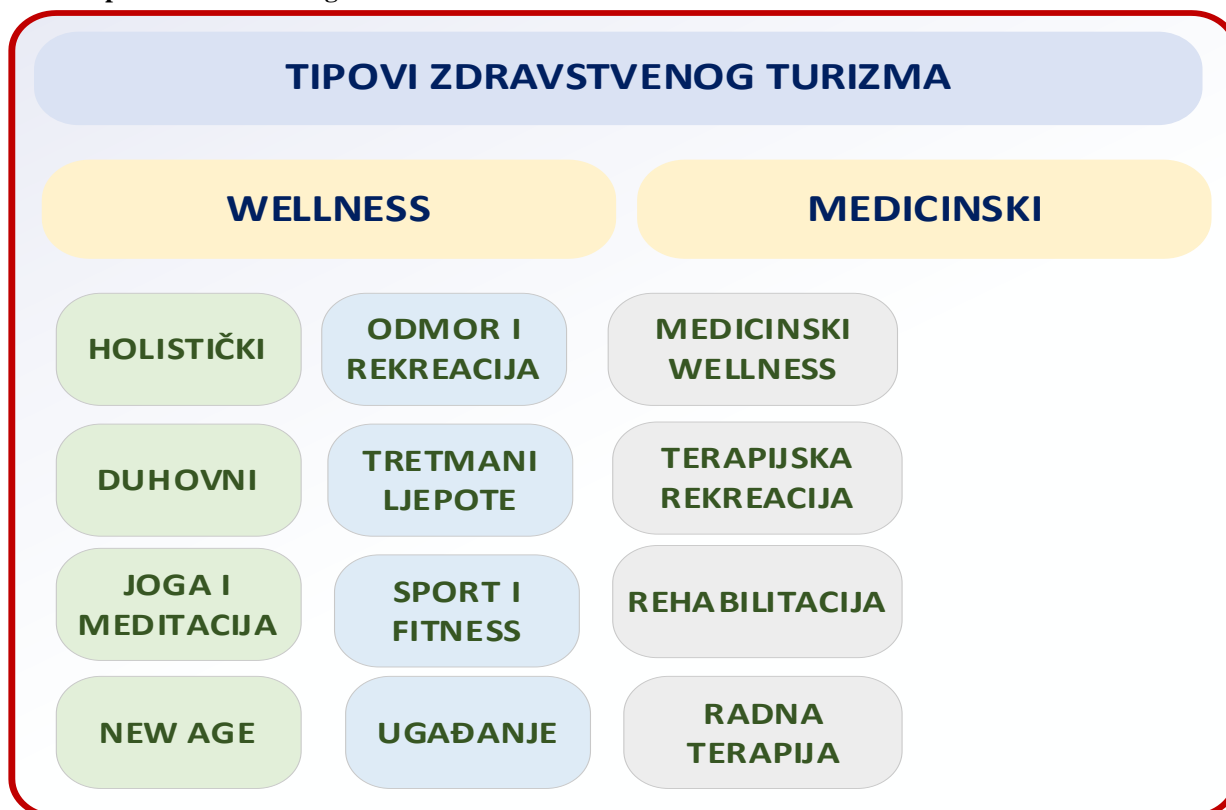 TIPOVI ZDRAVSTVENOG TURIZMA
WELLNESS
MEDICINSKI
HOLISTIČKI
ODMOR I
REKREACIJA
MEDICINSKI
WELLNESS
DUHOVNI
TRETMANI
LJEPOTE
TERAPIJSKA
REKREACIJA
JOGA I
MEDITACIJA
SPORT I
FITNESS
REHABILITACIJA
NEW AGE
UGAĐANJE
RADNA
TERAPIJA